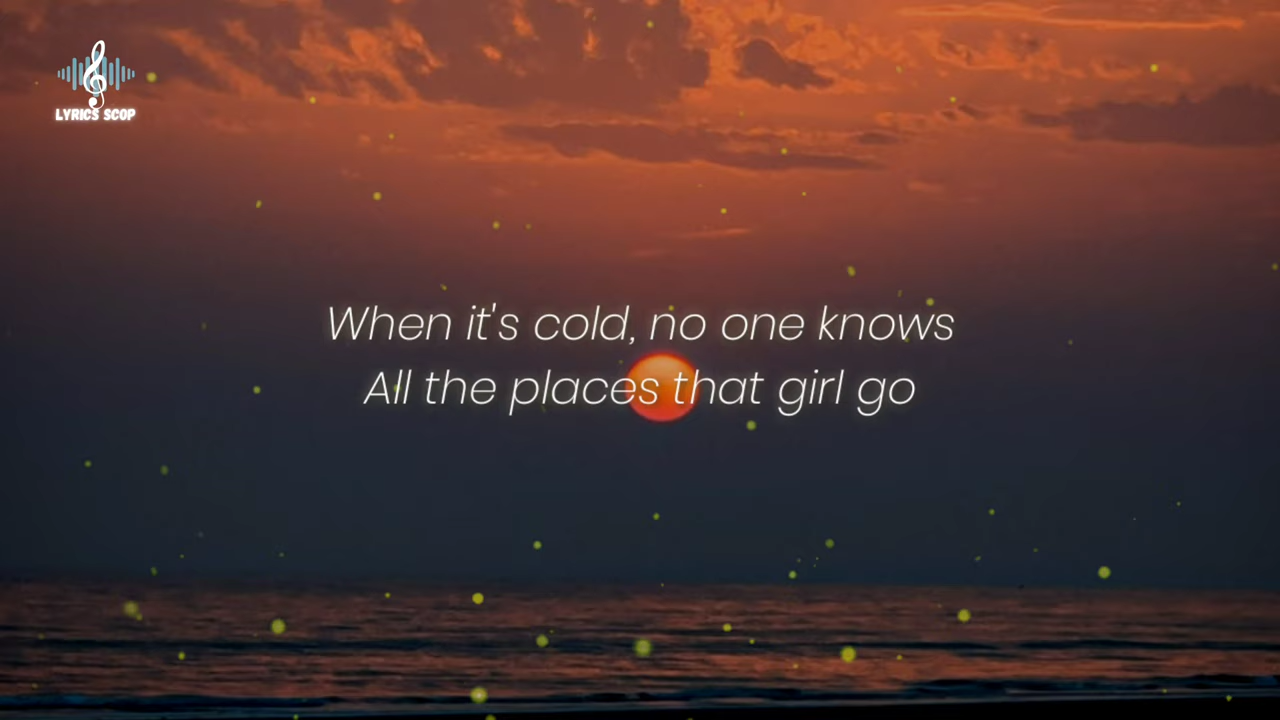 LYRICS SCOP
When it's cold, no one knows
All the places that girl go